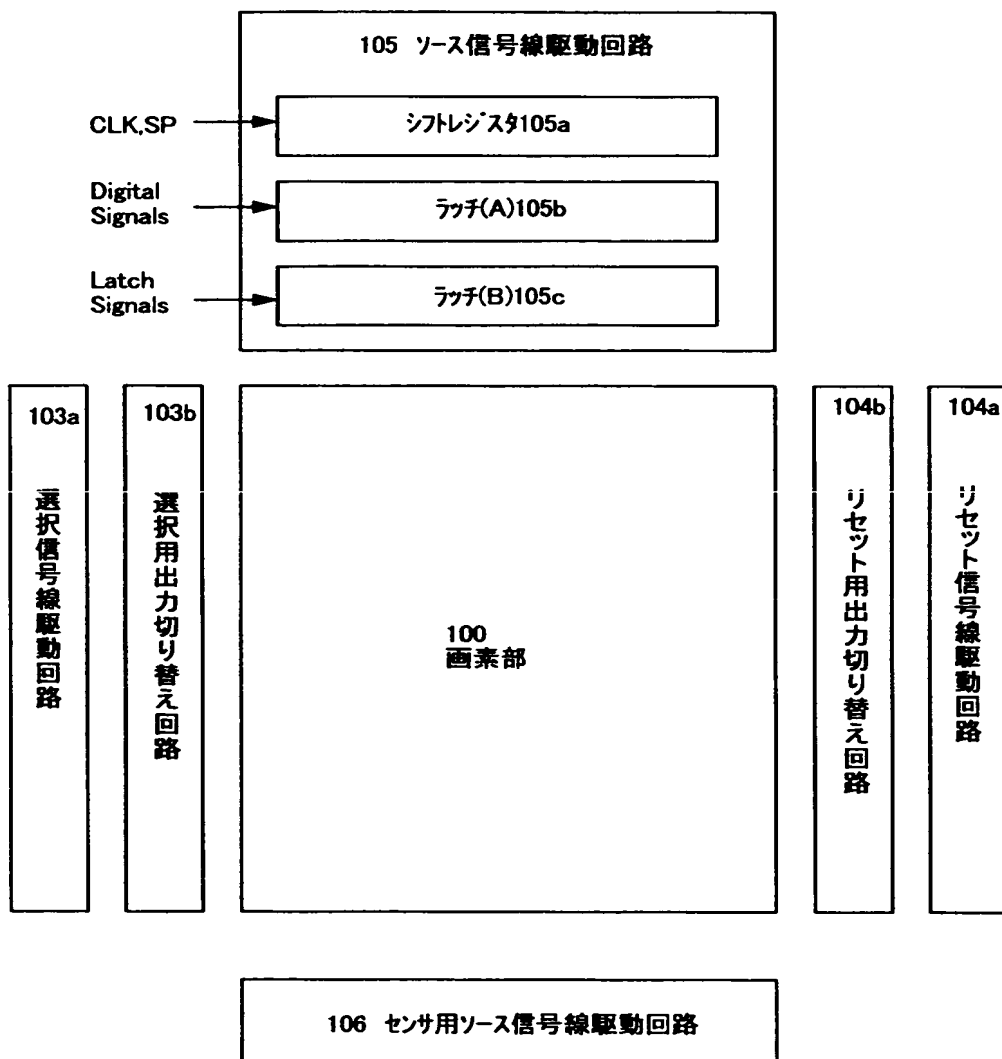 105 ソース信号線駆動回路
CLK,SP
シフトレジスタ105a
Digital
Signals
ラッチ(A)105b
Latch
Signals
ラッチ(B)105c
103a
選択信号線駆動回路
103b
選択用出力切り替え回路
100
画素部
104b
リセット用出力切り替え回路
104a
リセット信号線駆動回路
106 センサ用ソース信号線駆動回路